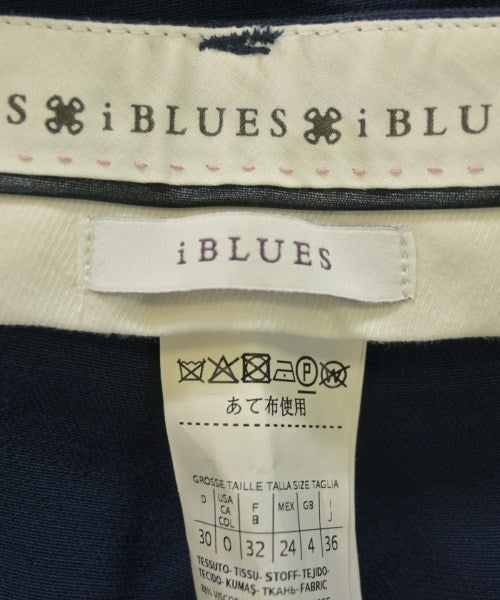 S iBLUES iBLU
iBLUES
P W
あて布使用
GROSSE TAILLE TALLA SIZE TAGLIA
D USA CA COL F B MEX GB I J
30 0 32 24 4 36
TESSUTO- TISSU- STOFF- TEJIDO-
TECIDO- KUMAŞ- ТКАНЬ- FABRIC